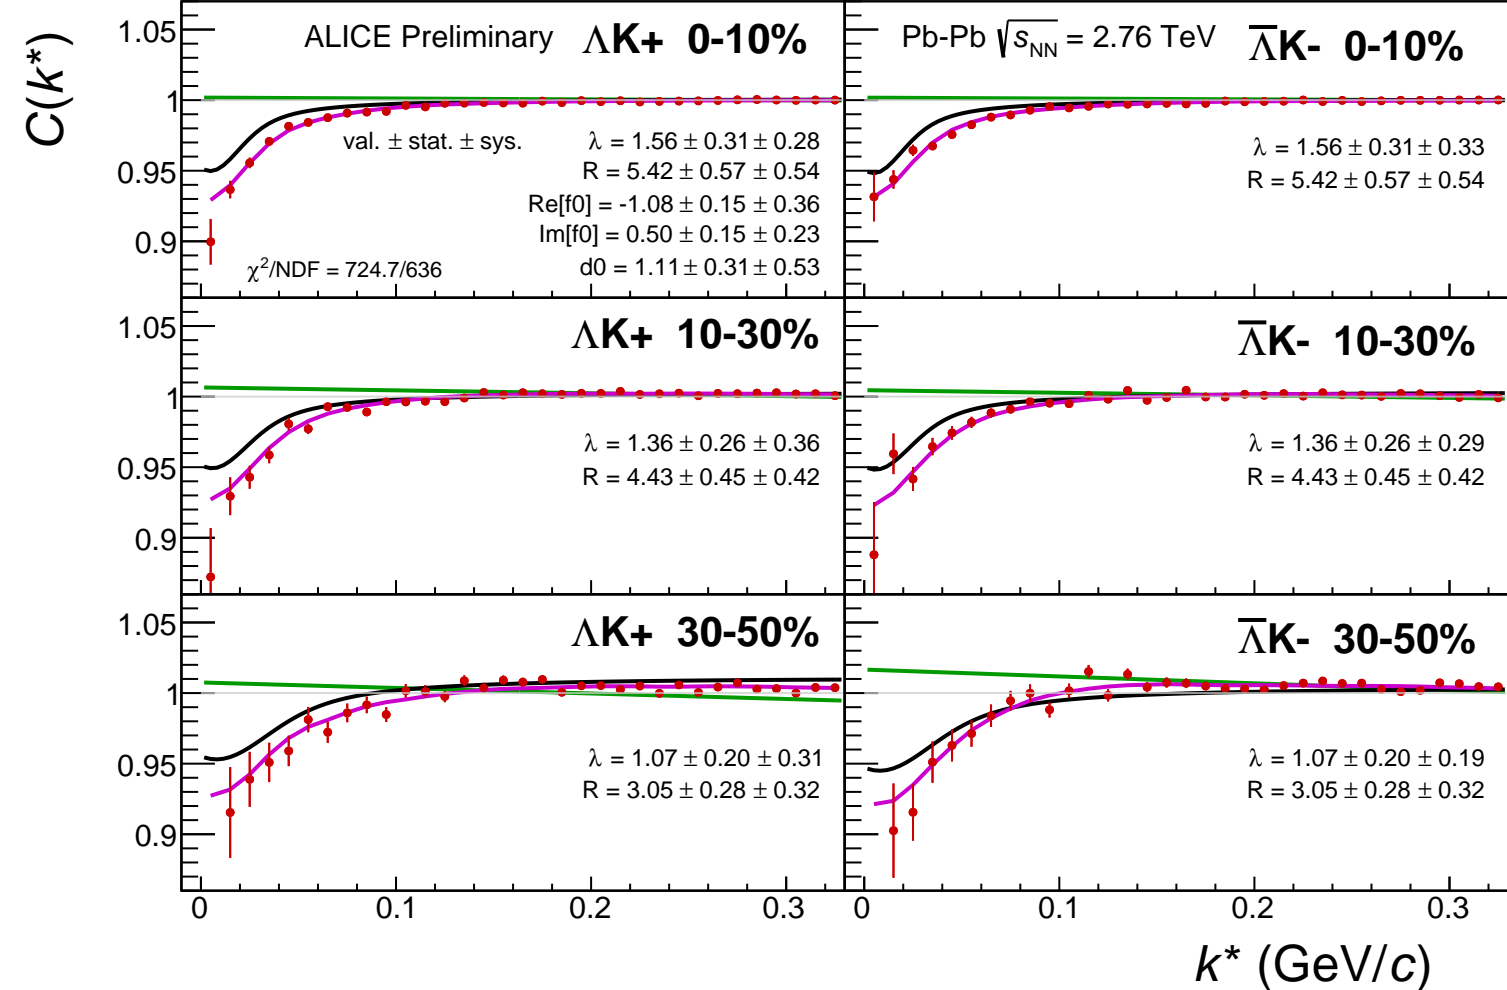 C(k*)
1.05
1
0.95
0.9
ALICE Preliminary ΛK+ 0-10%
val. ± stat. ± sys.
λ = 1.56 ± 0.31 ± 0.28
R = 5.42 ± 0.57 ± 0.54
Re[f0] = -1.08 ± 0.15 ± 0.36
Im[f0] = 0.50 ± 0.15 ± 0.23
χ²/NDF = 724.7/636
d0 = 1.11 ± 0.31 ± 0.53
Pb-Pb √sNN = 2.76 TeV Λ̅K- 0-10%
λ = 1.56 ± 0.31 ± 0.33
R = 5.42 ± 0.57 ± 0.54
1.05
1
0.95
0.9
ΛK+ 10-30%
λ = 1.36 ± 0.26 ± 0.36
R = 4.43 ± 0.45 ± 0.42
Λ̅K- 10-30%
λ = 1.36 ± 0.26 ± 0.29
R = 4.43 ± 0.45 ± 0.42
1.05
1
0.95
0.9
ΛK+ 30-50%
λ = 1.07 ± 0.20 ± 0.31
R = 3.05 ± 0.28 ± 0.32
Λ̅K- 30-50%
λ = 1.07 ± 0.20 ± 0.19
R = 3.05 ± 0.28 ± 0.32
0 0.1 0.2 0.3
0 0.1 0.2 0.3
k* (GeV/c)